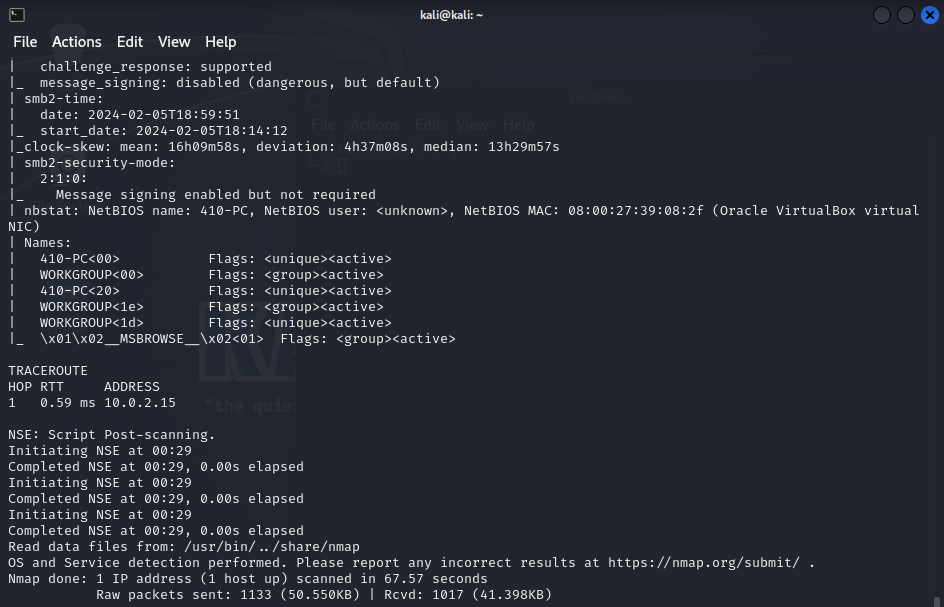 kali@kali: ~
File Actions Edit View Help
|   challenge_response: supported
|_  message_signing: disabled (dangerous, but default)
| smb2-time:
|   date: 2024-02-05T18:59:51
|_  start_date: 2024-02-05T18:14:12
|_clock-skew: mean: 16h09m58s, deviation: 4h37m08s, median: 13h29m57s
| smb2-security-mode:
|   2:1:0:
|_    Message signing enabled but not required
| nbstat: NetBIOS name: 410-PC, NetBIOS user: <unknown>, NetBIOS MAC: 08:00:27:39:08:2f (Oracle VirtualBox virtual
NIC)
| Names:
|   410-PC<00>           Flags: <unique><active>
|   WORKGROUP<00>        Flags: <group><active>
|   410-PC<20>           Flags: <unique><active>
|   WORKGROUP<1e>        Flags: <group><active>
|   WORKGROUP<1d>        Flags: <unique><active>
|_  \x01\x02__MSBROWSE__\x02<01>  Flags: <group><active>
TRACEROUTE
HOP RTT     ADDRESS
1   0.59 ms 10.0.2.15
NSE: Script Post-scanning.
Initiating NSE at 00:29
Completed NSE at 00:29, 0.00s elapsed
Initiating NSE at 00:29
Completed NSE at 00:29, 0.00s elapsed
Initiating NSE at 00:29
Completed NSE at 00:29, 0.00s elapsed
Read data files from: /usr/bin/../share/nmap
OS and Service detection performed. Please report any incorrect results at https://nmap.org/submit/ .
Nmap done: 1 IP address (1 host up) scanned in 67.57 seconds
           Raw packets sent: 1133 (50.550KB) | Rcvd: 1017 (41.398KB)
File Actions Edit View Help
"the quie